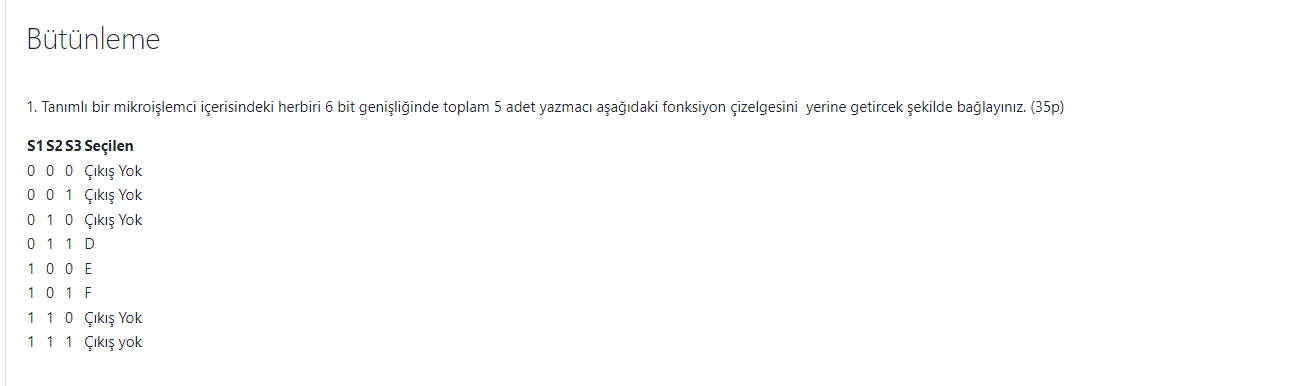 Bütünleme
1. Tanımlı bir mikroişlemci içerisindeki herbiri 6 bit genişliğinde toplam 5 adet yazmacı aşağıdaki fonksiyon çizelgesini yerine getircek şekilde bağlayınız. (35p)
S1 S2 S3 Seçilen
0 0 0 Çıkış Yok
0 0 1 Çıkış Yok
0 1 0 Çıkış Yok
0 1 1 D
1 0 0 E
1 0 1 F
1 1 0 Çıkış Yok
1 1 1 Çıkış yok